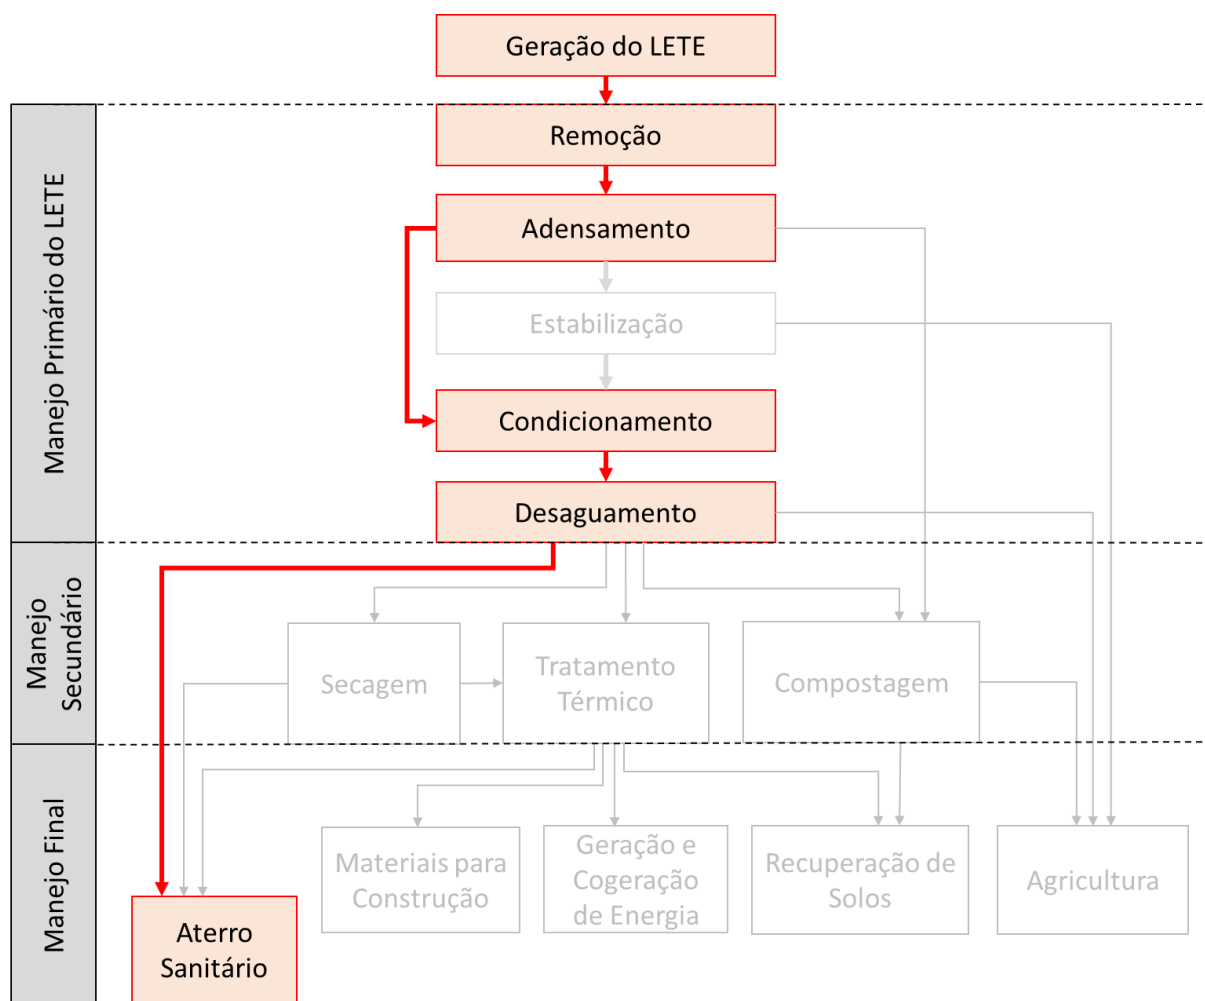 Geração do LETE
Manejo Primário do LETE
Remoção
Adensamento
Estabilização
Condicionamento
Desaguamento
Manejo
Secundário
Secagem
Tratamento
Térmico
Compostagem
Manejo Final
Materiais para
Construção
Geração e
Cogeração
de Energia
Recuperação de
Solos
Agricultura
Aterro
Sanitário